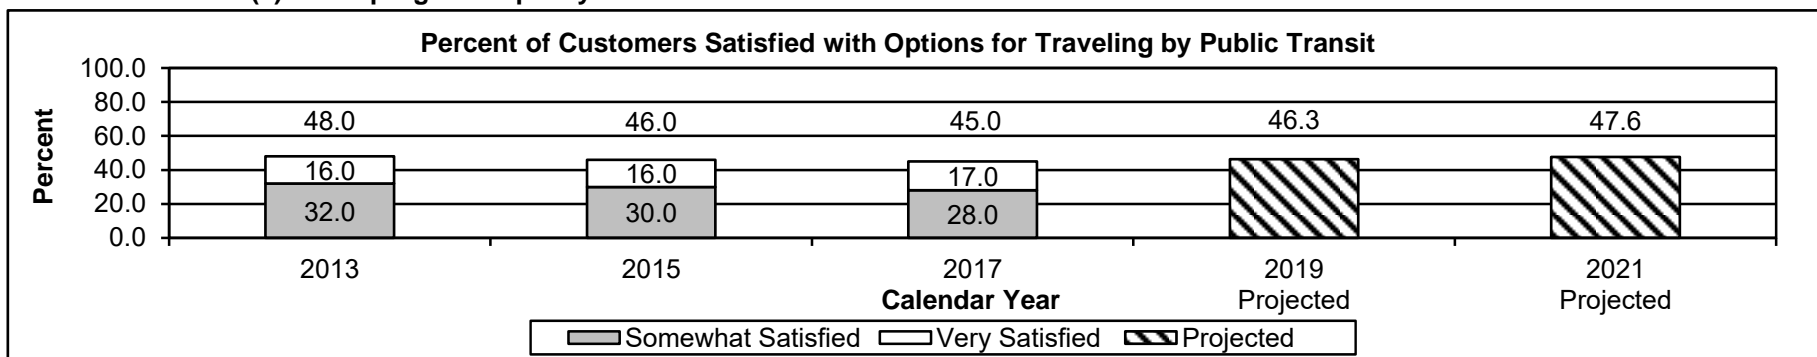 Percent of Customers Satisfied with Options for Traveling by Public Transit
Percent
100.0
80.0
60.0
40.0
20.0
0.0
48.0 46.0 45.0 46.3 47.6
16.0 16.0 17.0
32.0 30.0 28.0
2013 2015 2017 2019 2021
Calendar Year Projected Projected
Somewhat Satisfied Very Satisfied Projected